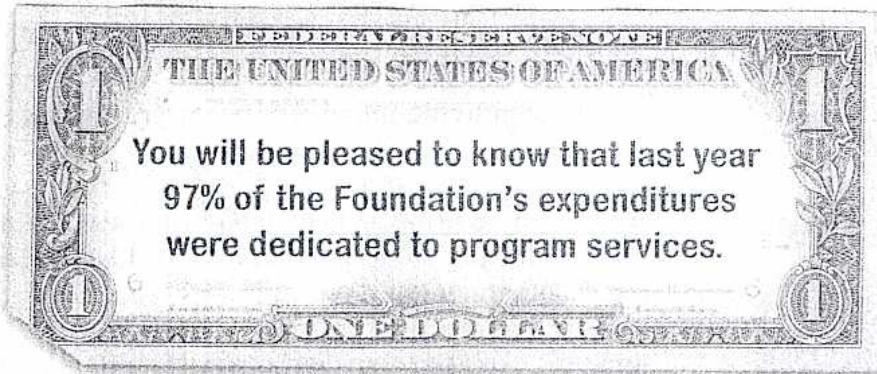 FEDERAL RESERVE NOTE
THE UNITED STATES OF AMERICA
1 1
You will be pleased to know that last year
97% of the Foundation's expenditures
were dedicated to program services.
1 1
ONE DOLLAR